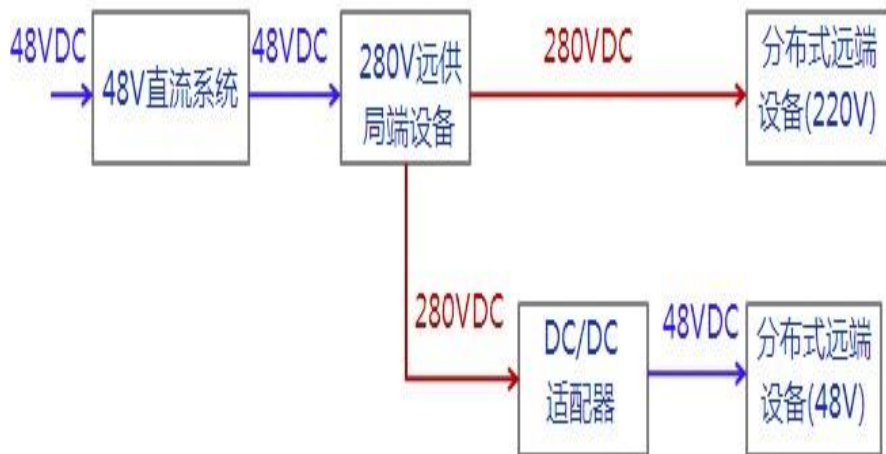 48VDC
48V直流系统
48VDC
280V远供
局端设备
280VDC
分布式远端
设备(220V)
280VDC
DC/DC
适配器
48VDC
分布式远端
设备(48V)